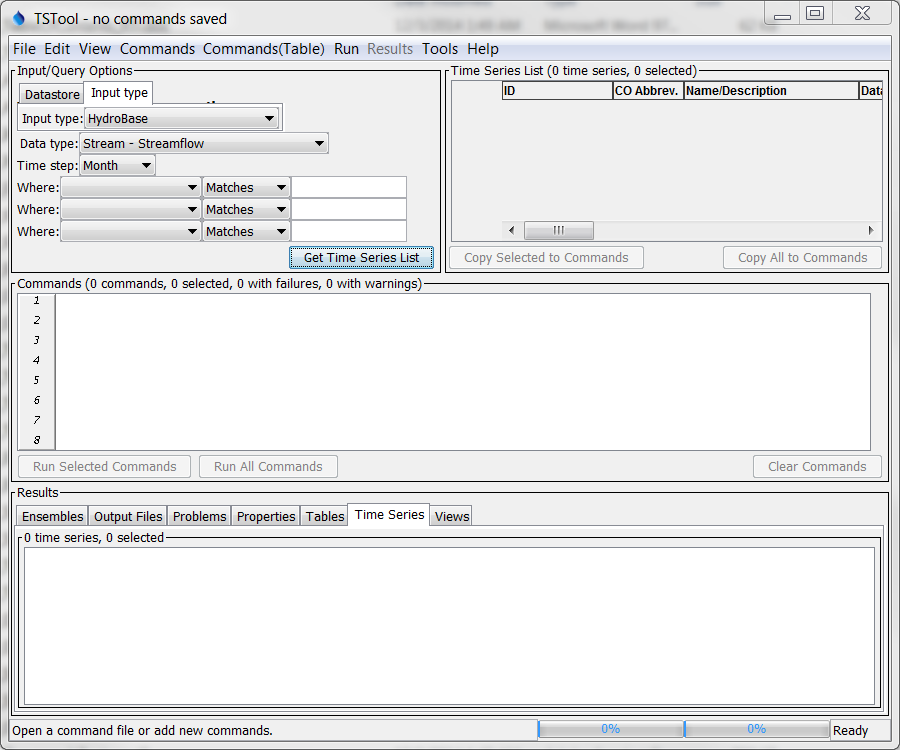 TSTool - no commands saved
File Edit View Commands Commands(Table) Run Results Tools Help
Input/Query Options
Datastore Input type
Input type: HydroBase
Data type: Stream - Streamflow
Time step: Month
Where: Matches
Where: Matches
Where: Matches
Get Time Series List
Time Series List (0 time series, 0 selected)
ID CO Abbrev. Name/Description Data
Copy Selected to Commands Copy All to Commands
Commands (0 commands, 0 selected, 0 with failures, 0 with warnings)
1
2
3
4
5
6
7
8
Run Selected Commands Run All Commands Clear Commands
Results
Ensembles Output Files Problems Properties Tables Time Series Views
0 time series, 0 selected
Open a command file or add new commands. 0% 0% Ready